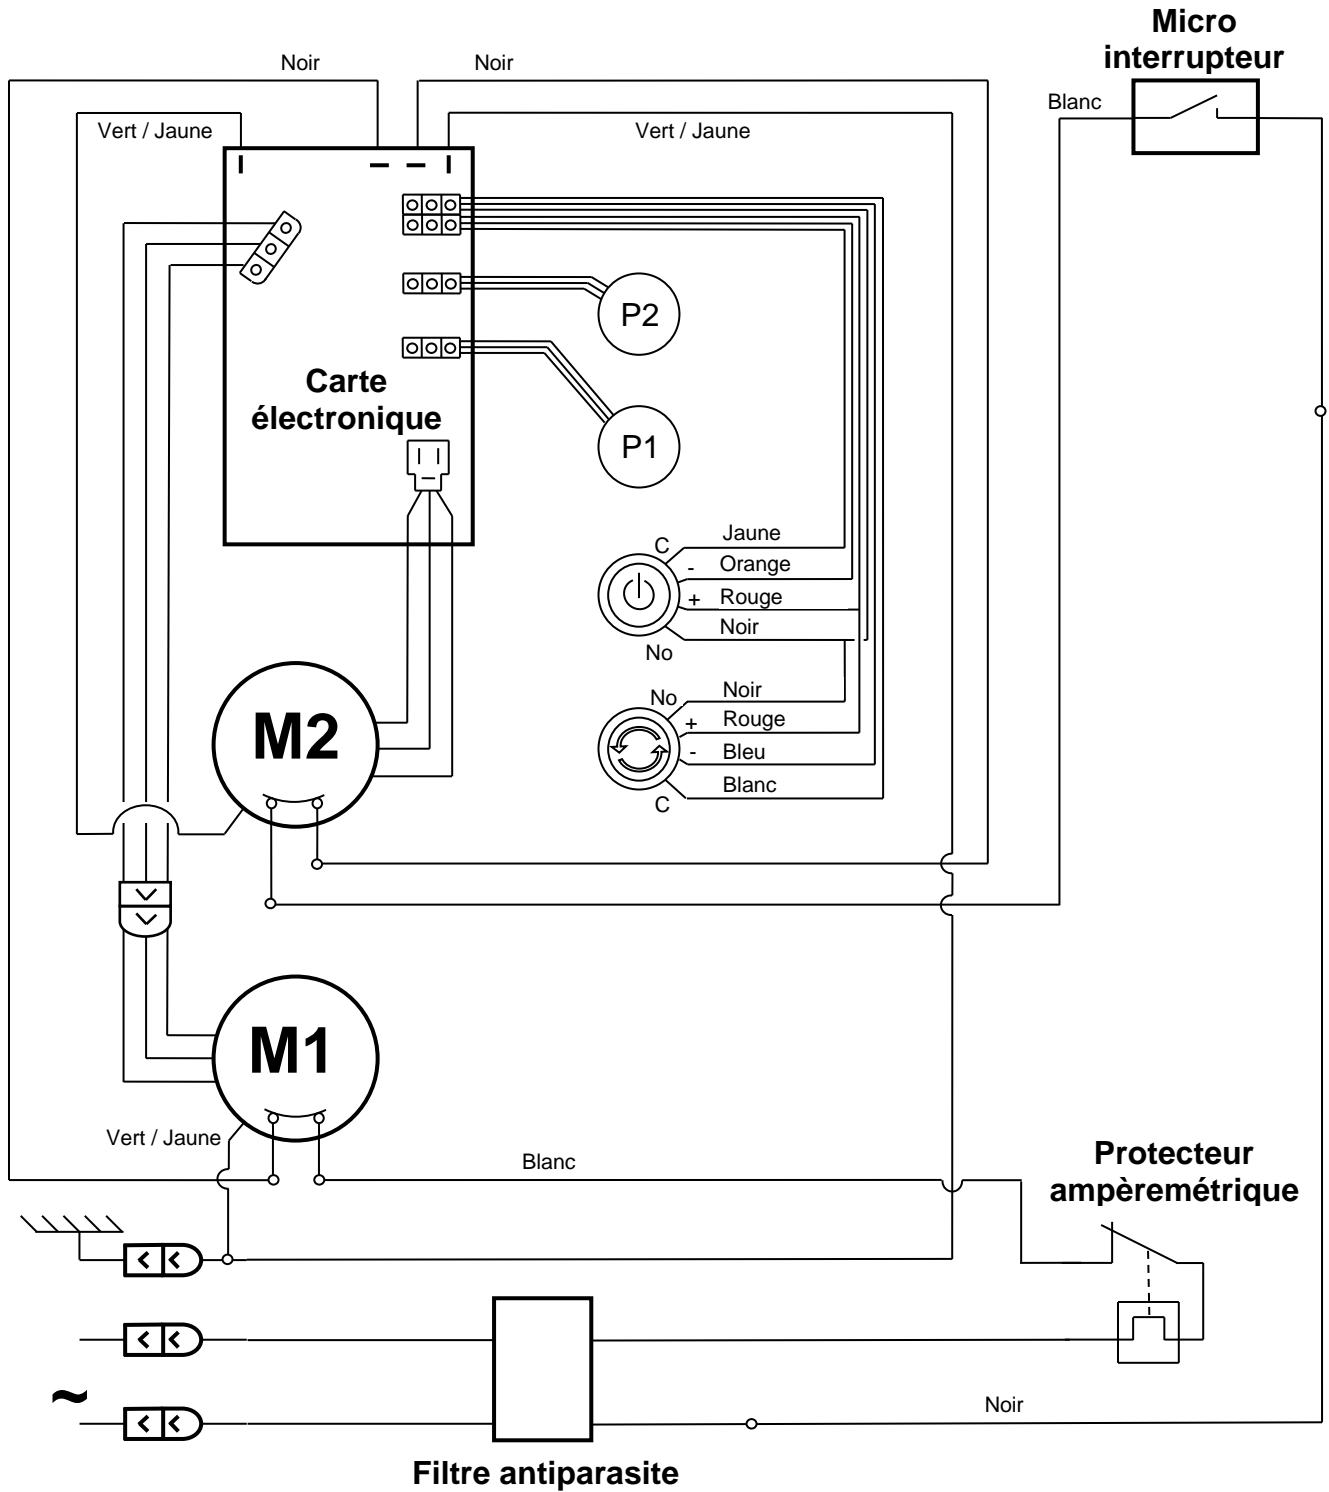 Micro
interrupteur
Noir
Noir
Blanc
Vert / Jaune
Vert / Jaune
P2
Carte
électronique
P1
C
Jaune
-
Orange
+
Rouge
Noir
No
No
Noir
+
Rouge
-
Bleu
Blanc
C
M2
M1
Vert / Jaune
Blanc
Protecteur
ampèremétrique
~
Noir
Filtre antiparasite